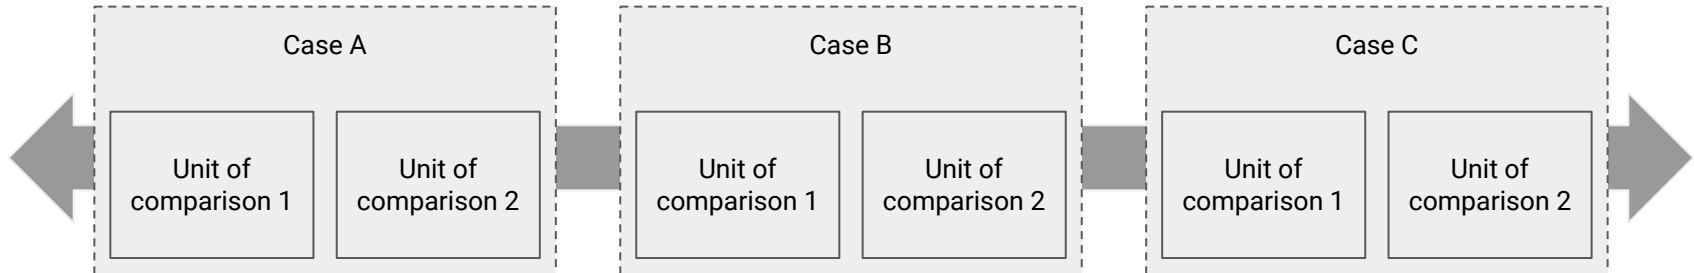 Case A
Unit of
comparison 1
Unit of
comparison 2
Case B
Unit of
comparison 1
Unit of
comparison 2
Case C
Unit of
comparison 1
Unit of
comparison 2